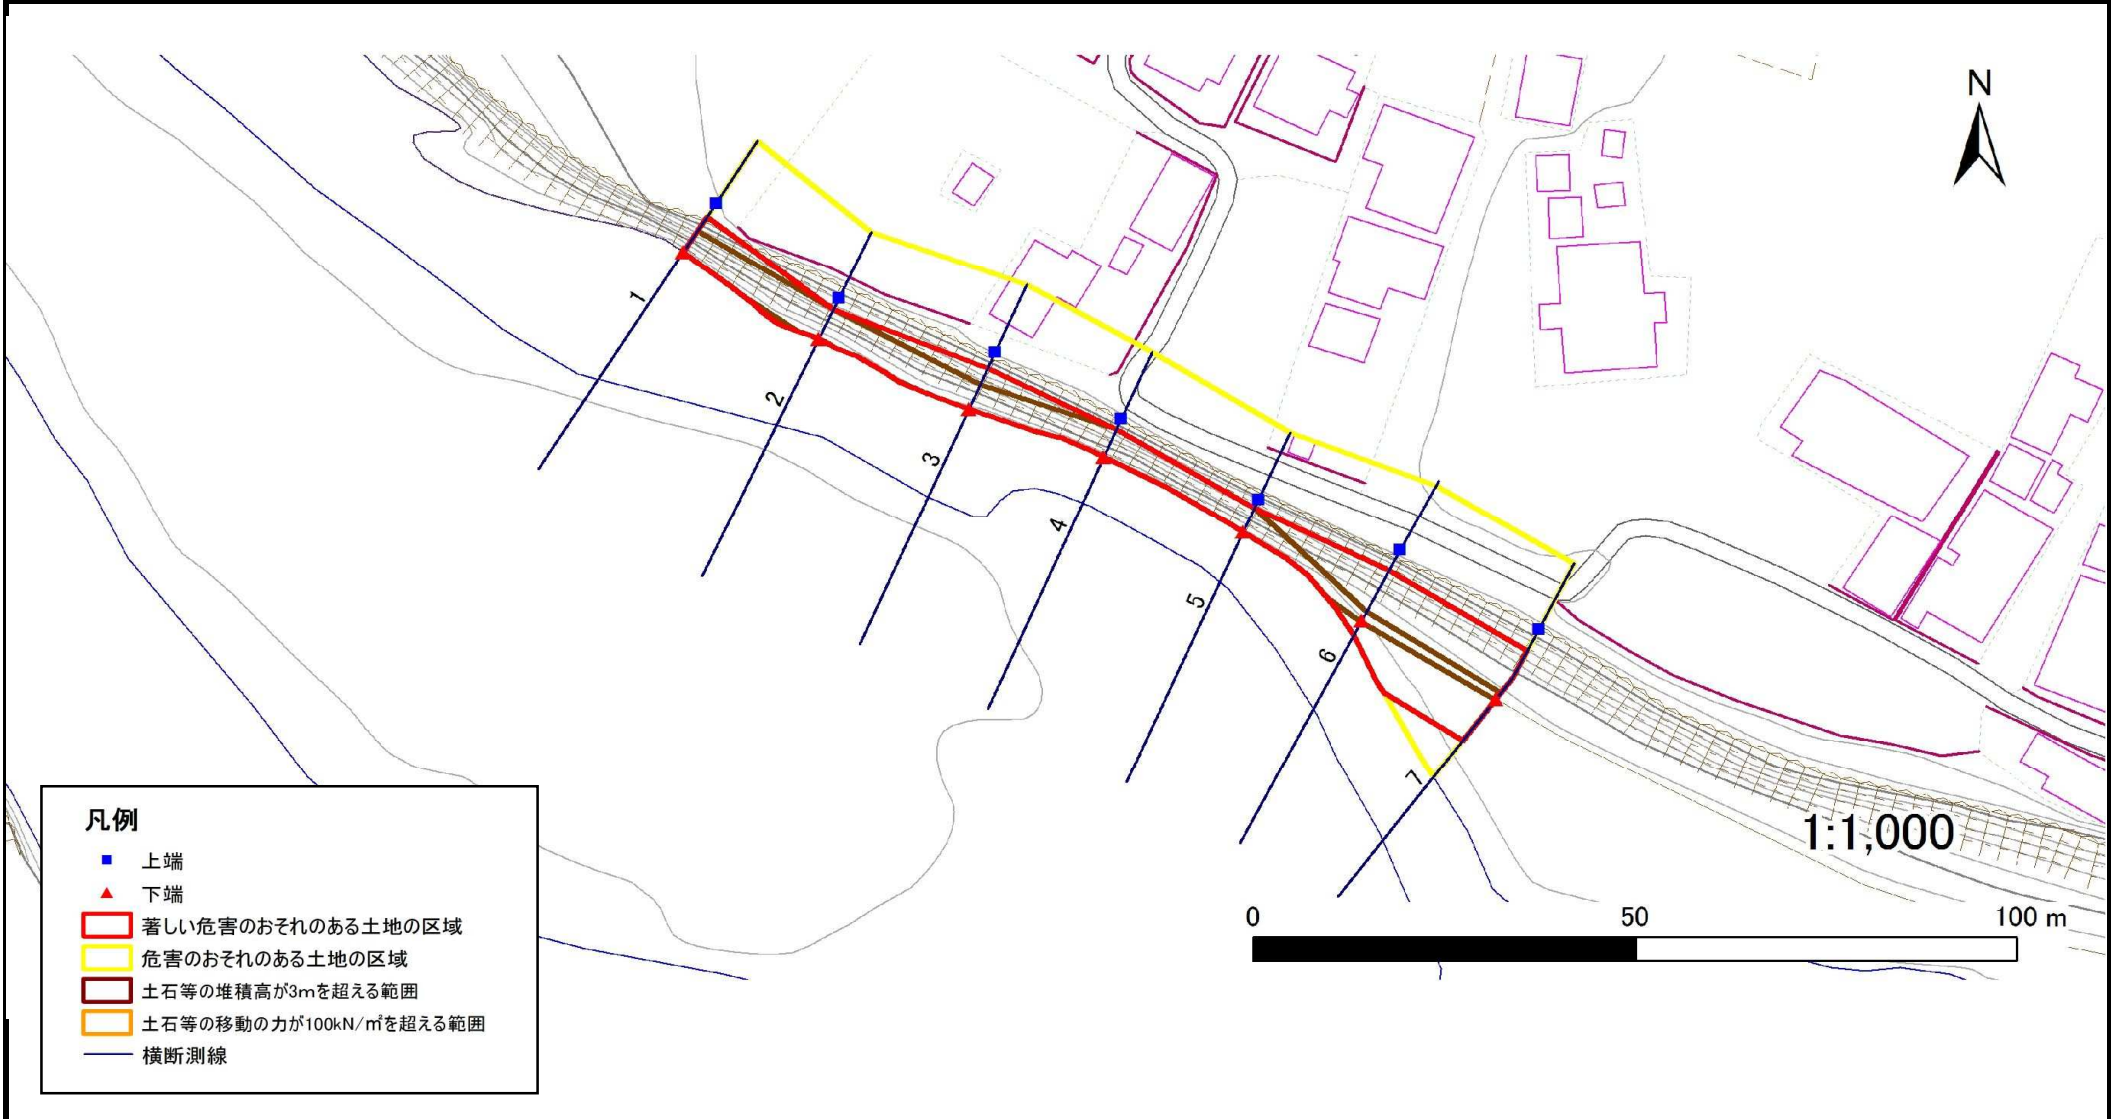 N
1
2
3
4
5
6
7
1:1,000
0 50 100 m
凡例
上端
下端
著しい危害のおそれのある土地の区域
危害のおそれのある土地の区域
土石等の堆積高が3mを超える範囲
土石等の移動の力が100kN/㎡を超える範囲
横断測線